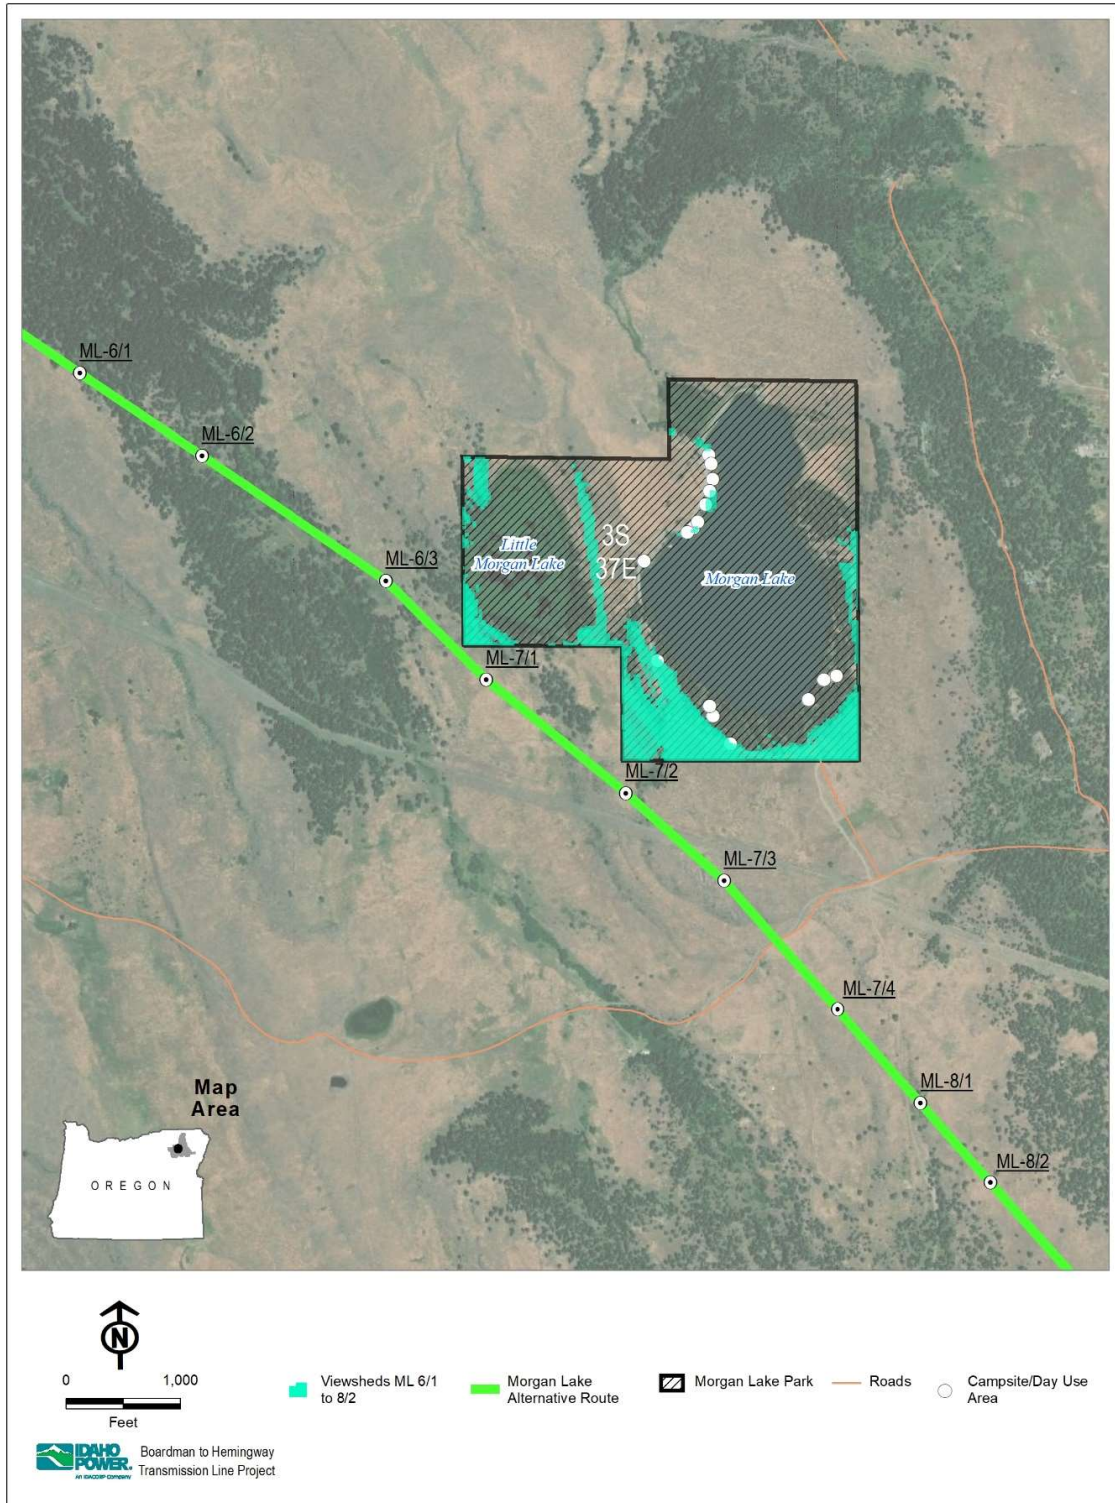 ML-6/1
ML-6/2
ML-6/3
Little
Morgan Lake
3S
37E
Morgan Lake
ML-7/1
ML-7/2
ML-7/3
ML-7/4
ML-8/1
ML-8/2
Map
Area
OREGON
N
0 1,000
Feet
Viewsheds ML 6/1
to 8/2
Morgan Lake
Alternative Route
Morgan Lake Park
Roads
Campsite/Day Use
Area
IDAHO
POWER.
An IDACORP Company
Boardman to Hemingway
Transmission Line Project